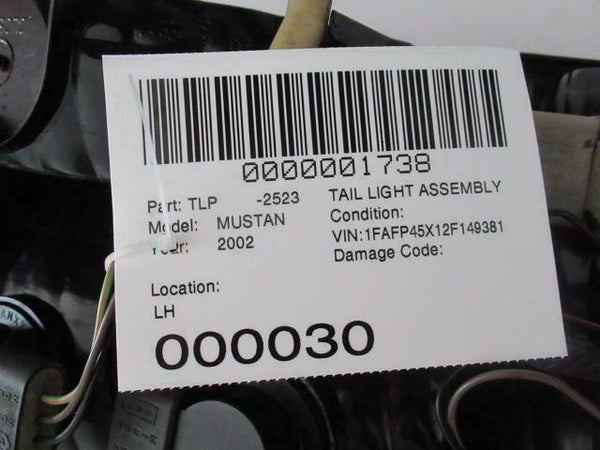 0000001738
Part: TLP -2523 TAIL LIGHT ASSEMBLY
Model: MUSTAN Condition:
Year: 2002 VIN:1FAFP45X12F149381
Damage Code:
Location:
LH
000030